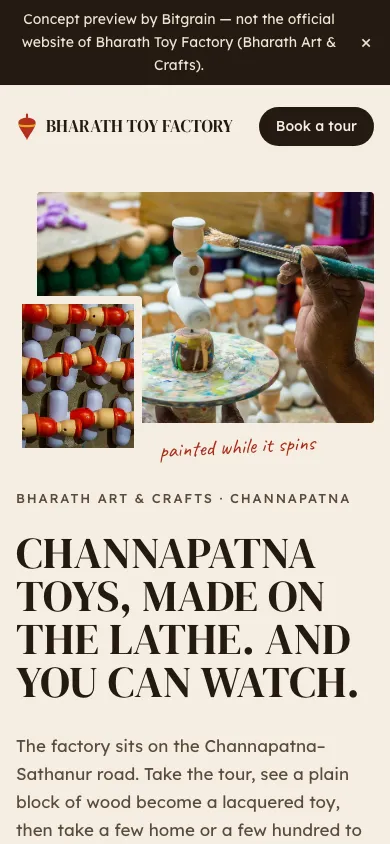 Concept preview by Bitgrain — not the official
website of Bharath Toy Factory (Bharath Art &
Crafts).
×
BHARATH TOY FACTORY
Book a tour
painted while it spins
BHARATH ART & CRAFTS · CHANNAPATNA
CHANNAPATNA
TOYS, MADE ON
THE LATHE. AND
YOU CAN WATCH.
The factory sits on the Channapatna–
Sathanur road. Take the tour, see a plain
block of wood become a lacquered toy,
then take a few home or a few hundred to